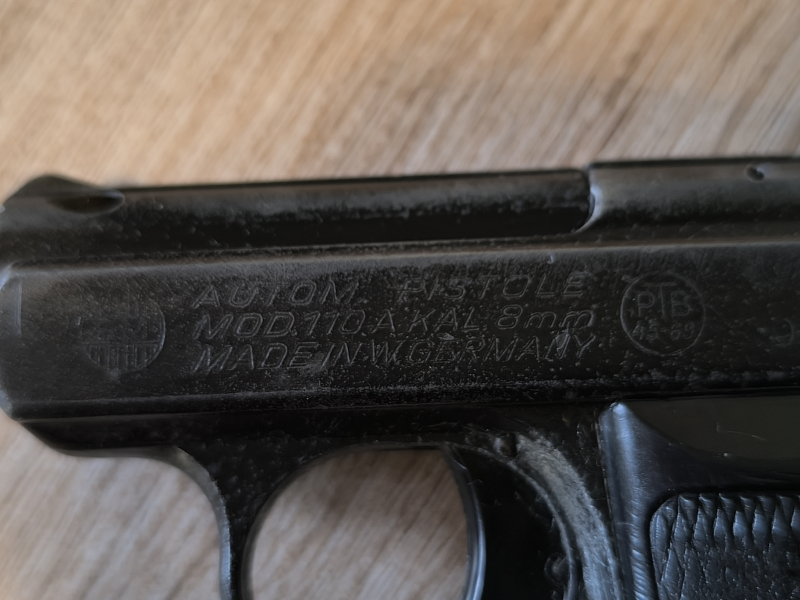 AUTOM. PISTOLE
MOD.110.A KAL. 8mm
MADE IN W.GERMANY
PTB